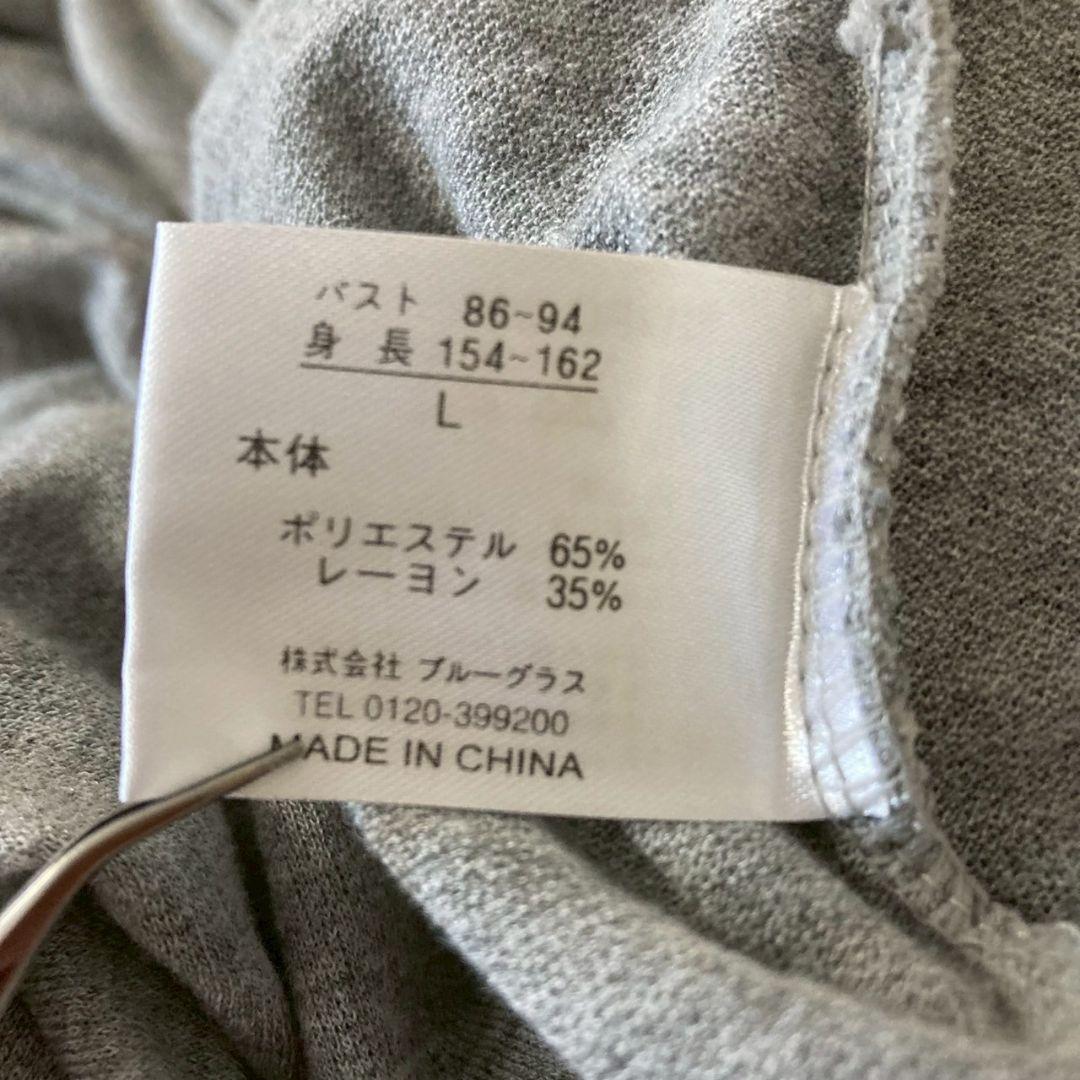 バスト 86~94
身長 154~162
L
本体
ポリエステル 65%
レーヨン 35%
株式会社 ブルーグラス
TEL 0120-399200
MADE IN CHINA